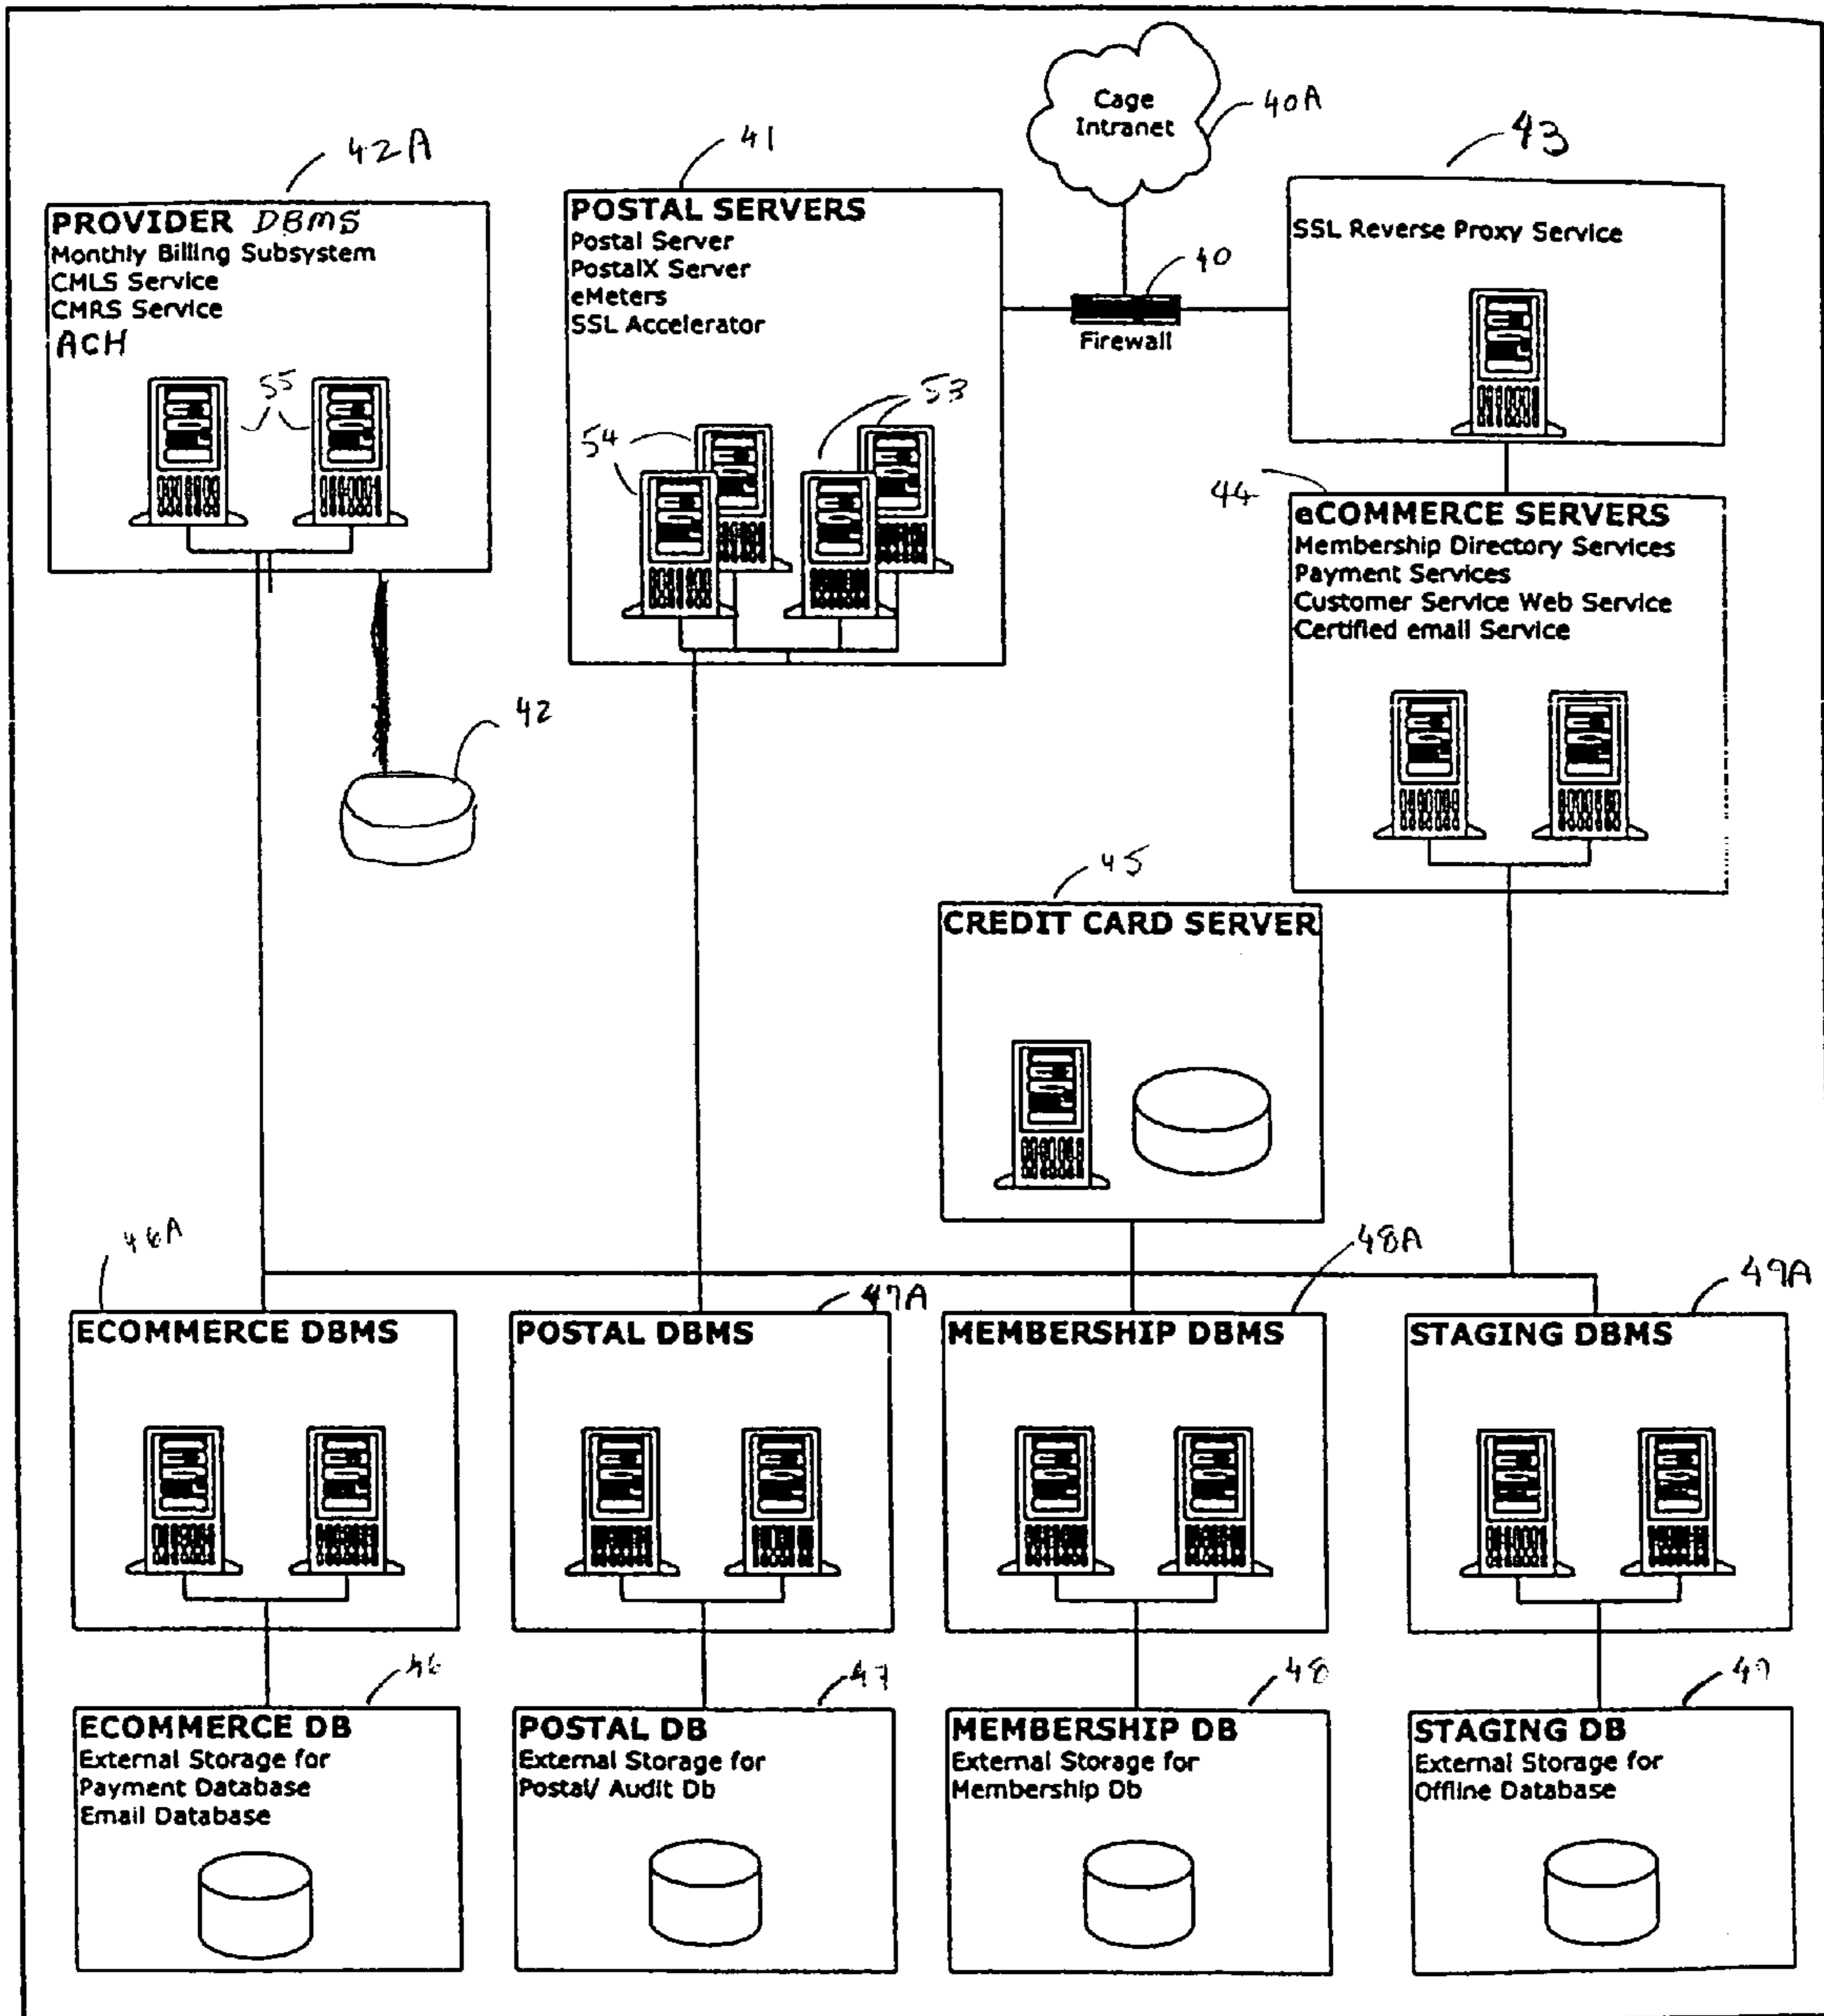 Cage
Intranet
40A
42A
41
43
PROVIDER DBMS
Monthly Billing Subsystem
CMLS Service
CMRS Service
ACH
55
POSTAL SERVERS
Postal Server
PostalX Server
eMeters
SSL Accelerator
54
53
40
Firewall
SSL Reverse Proxy Service
44
eCOMMERCE SERVERS
Membership Directory Services
Payment Services
Customer Service Web Service
Certified email Service
42
45
CREDIT CARD SERVER
46A
47A
48A
49A
ECOMMERCE DBMS
POSTAL DBMS
MEMBERSHIP DBMS
STAGING DBMS
46
47
48
49
ECOMMERCE DB
External Storage for
Payment Database
Email Database
POSTAL DB
External Storage for
Postal/ Audit Db
MEMBERSHIP DB
External Storage for
Membership Db
STAGING DB
External Storage for
Offline Database